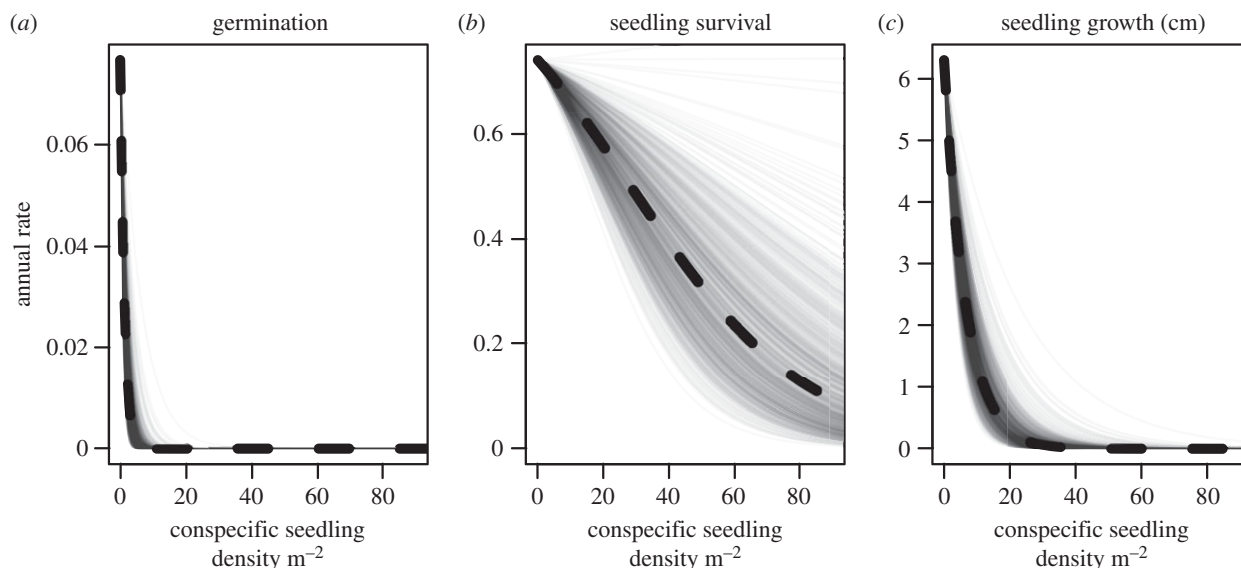 (a) germination
annual rate
0.06
0.04
0.02
0
0 20 40 60 80
conspecific seedling
density m⁻²
(b) seedling survival
0.6
0.4
0.2
0
0 20 40 60 80
conspecific seedling
density m⁻²
(c) seedling growth (cm)
6
5
4
3
2
1
0
0 20 40 60 80
conspecific seedling
density m⁻²